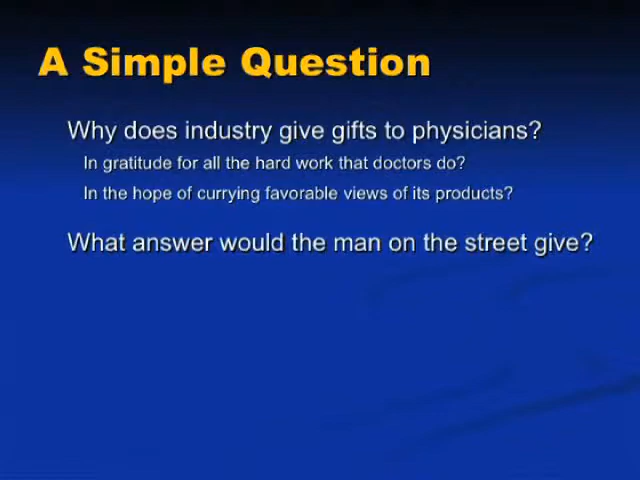 A Simple Question
Why does industry give gifts to physicians?
In gratitude for all the hard work that doctors do?
In the hope of currying favorable views of its products?
What answer would the man on the street give?